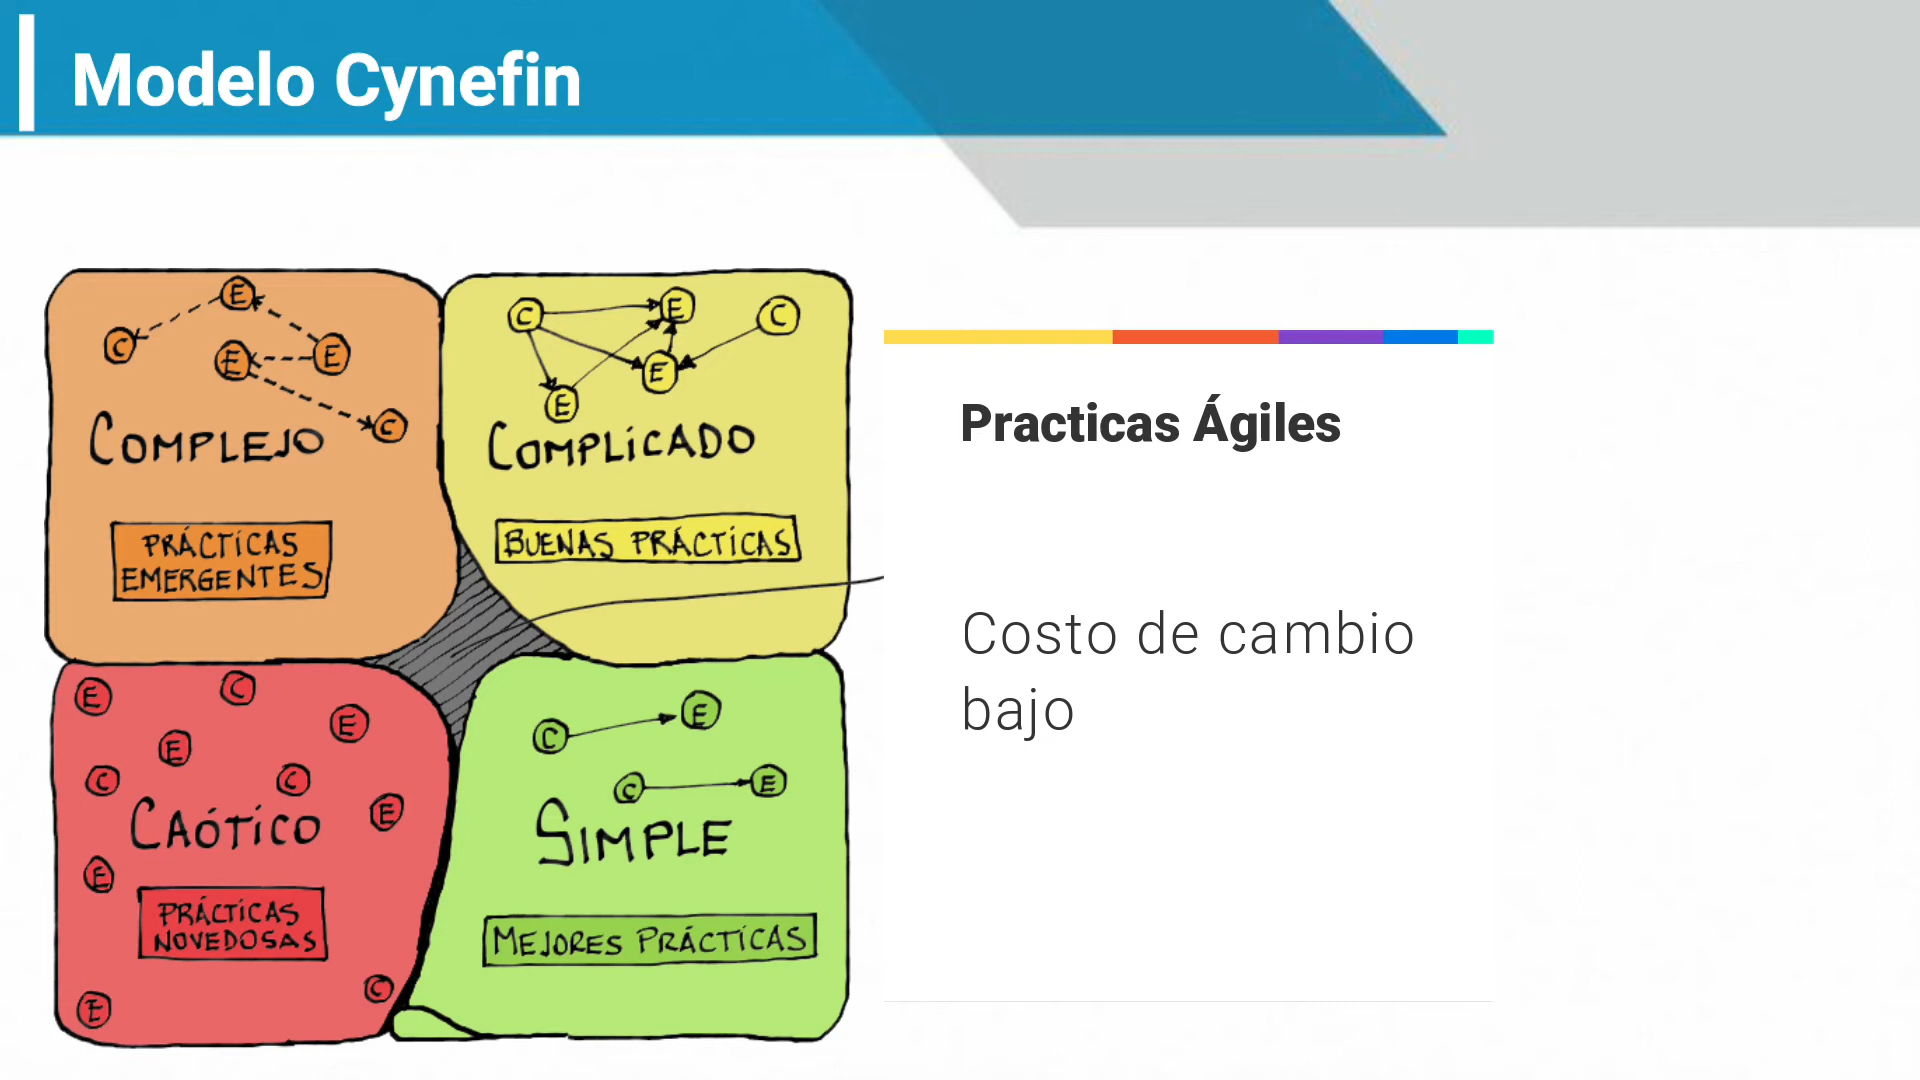 Modelo Cynefin
E
C
E
E
C
COMPLEJO
PRÁCTICAS
EMERGENTES
C
E
C
E
E
COMPLICADO
BUENAS PRÁCTICAS
E
C
E
E
C
C
E
CAÓTICO
E
PRÁCTICAS
NOVEDOSAS
C
E
C
E
C
E
SIMPLE
MEJORES PRÁCTICAS
Practicas Ágiles
Costo de cambio
bajo